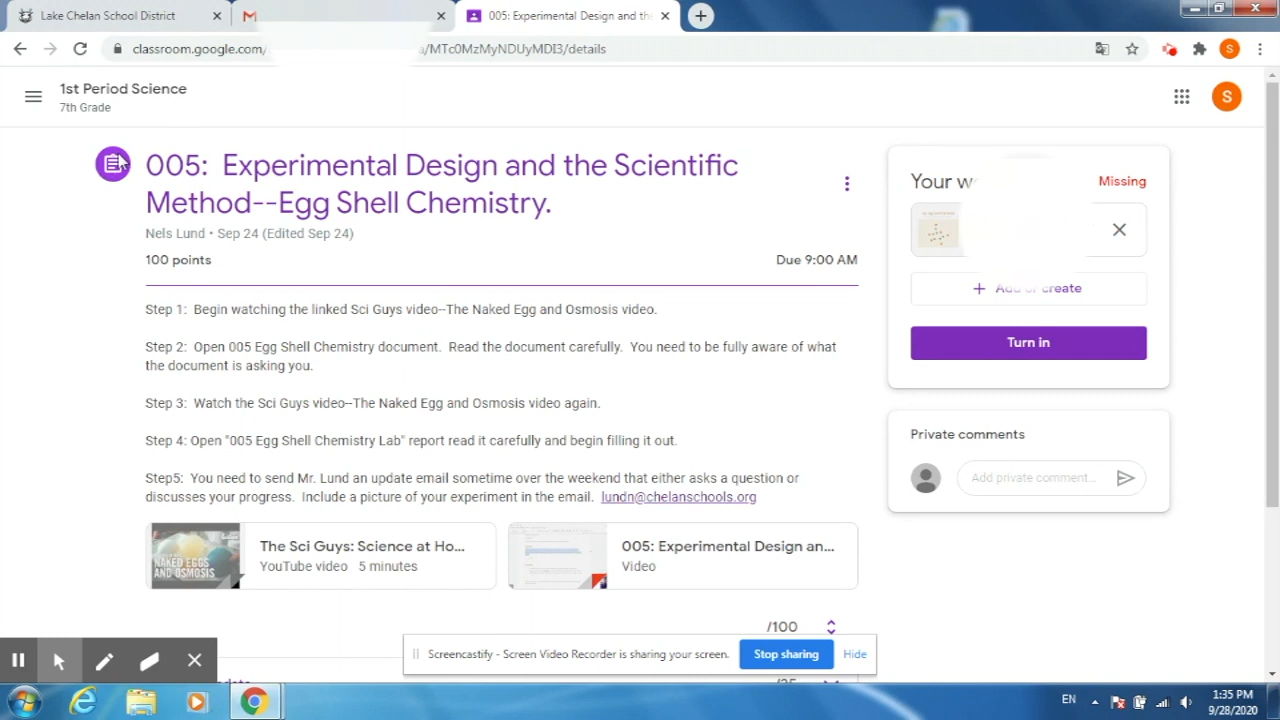 Lake Chelan School District
005: Experimental Design and the
classroom.google.com/
a/MTc0MzMyNDUyMDI3/details
S
1st Period Science
7th Grade
S
005: Experimental Design and the Scientific
Method--Egg Shell Chemistry.
Nels Lund • Sep 24 (Edited Sep 24)
100 points
Due 9:00 AM
Step 1: Begin watching the linked Sci Guys video--The Naked Egg and Osmosis video.
Step 2: Open 005 Egg Shell Chemistry document. Read the document carefully. You need to be fully aware of what
the document is asking you.
Step 3: Watch the Sci Guys video--The Naked Egg and Osmosis video again.
Step 4: Open "005 Egg Shell Chemistry Lab" report read it carefully and begin filling it out.
Step5: You need to send Mr. Lund an update email sometime over the weekend that either asks a question or
discusses your progress. Include a picture of your experiment in the email. lundn@chelanschools.org
NAKED EGGS
AND OSMOSIS
The Sci Guys: Science at Ho...
YouTube video 5 minutes
005: Experimental Design an...
Video
/100
Your
Missing
+ Add or create
Turn in
Private comments
Add private comment...
Screencastify - Screen Video Recorder is sharing your screen.
Stop sharing
Hide
EN
1:35 PM
9/28/2020